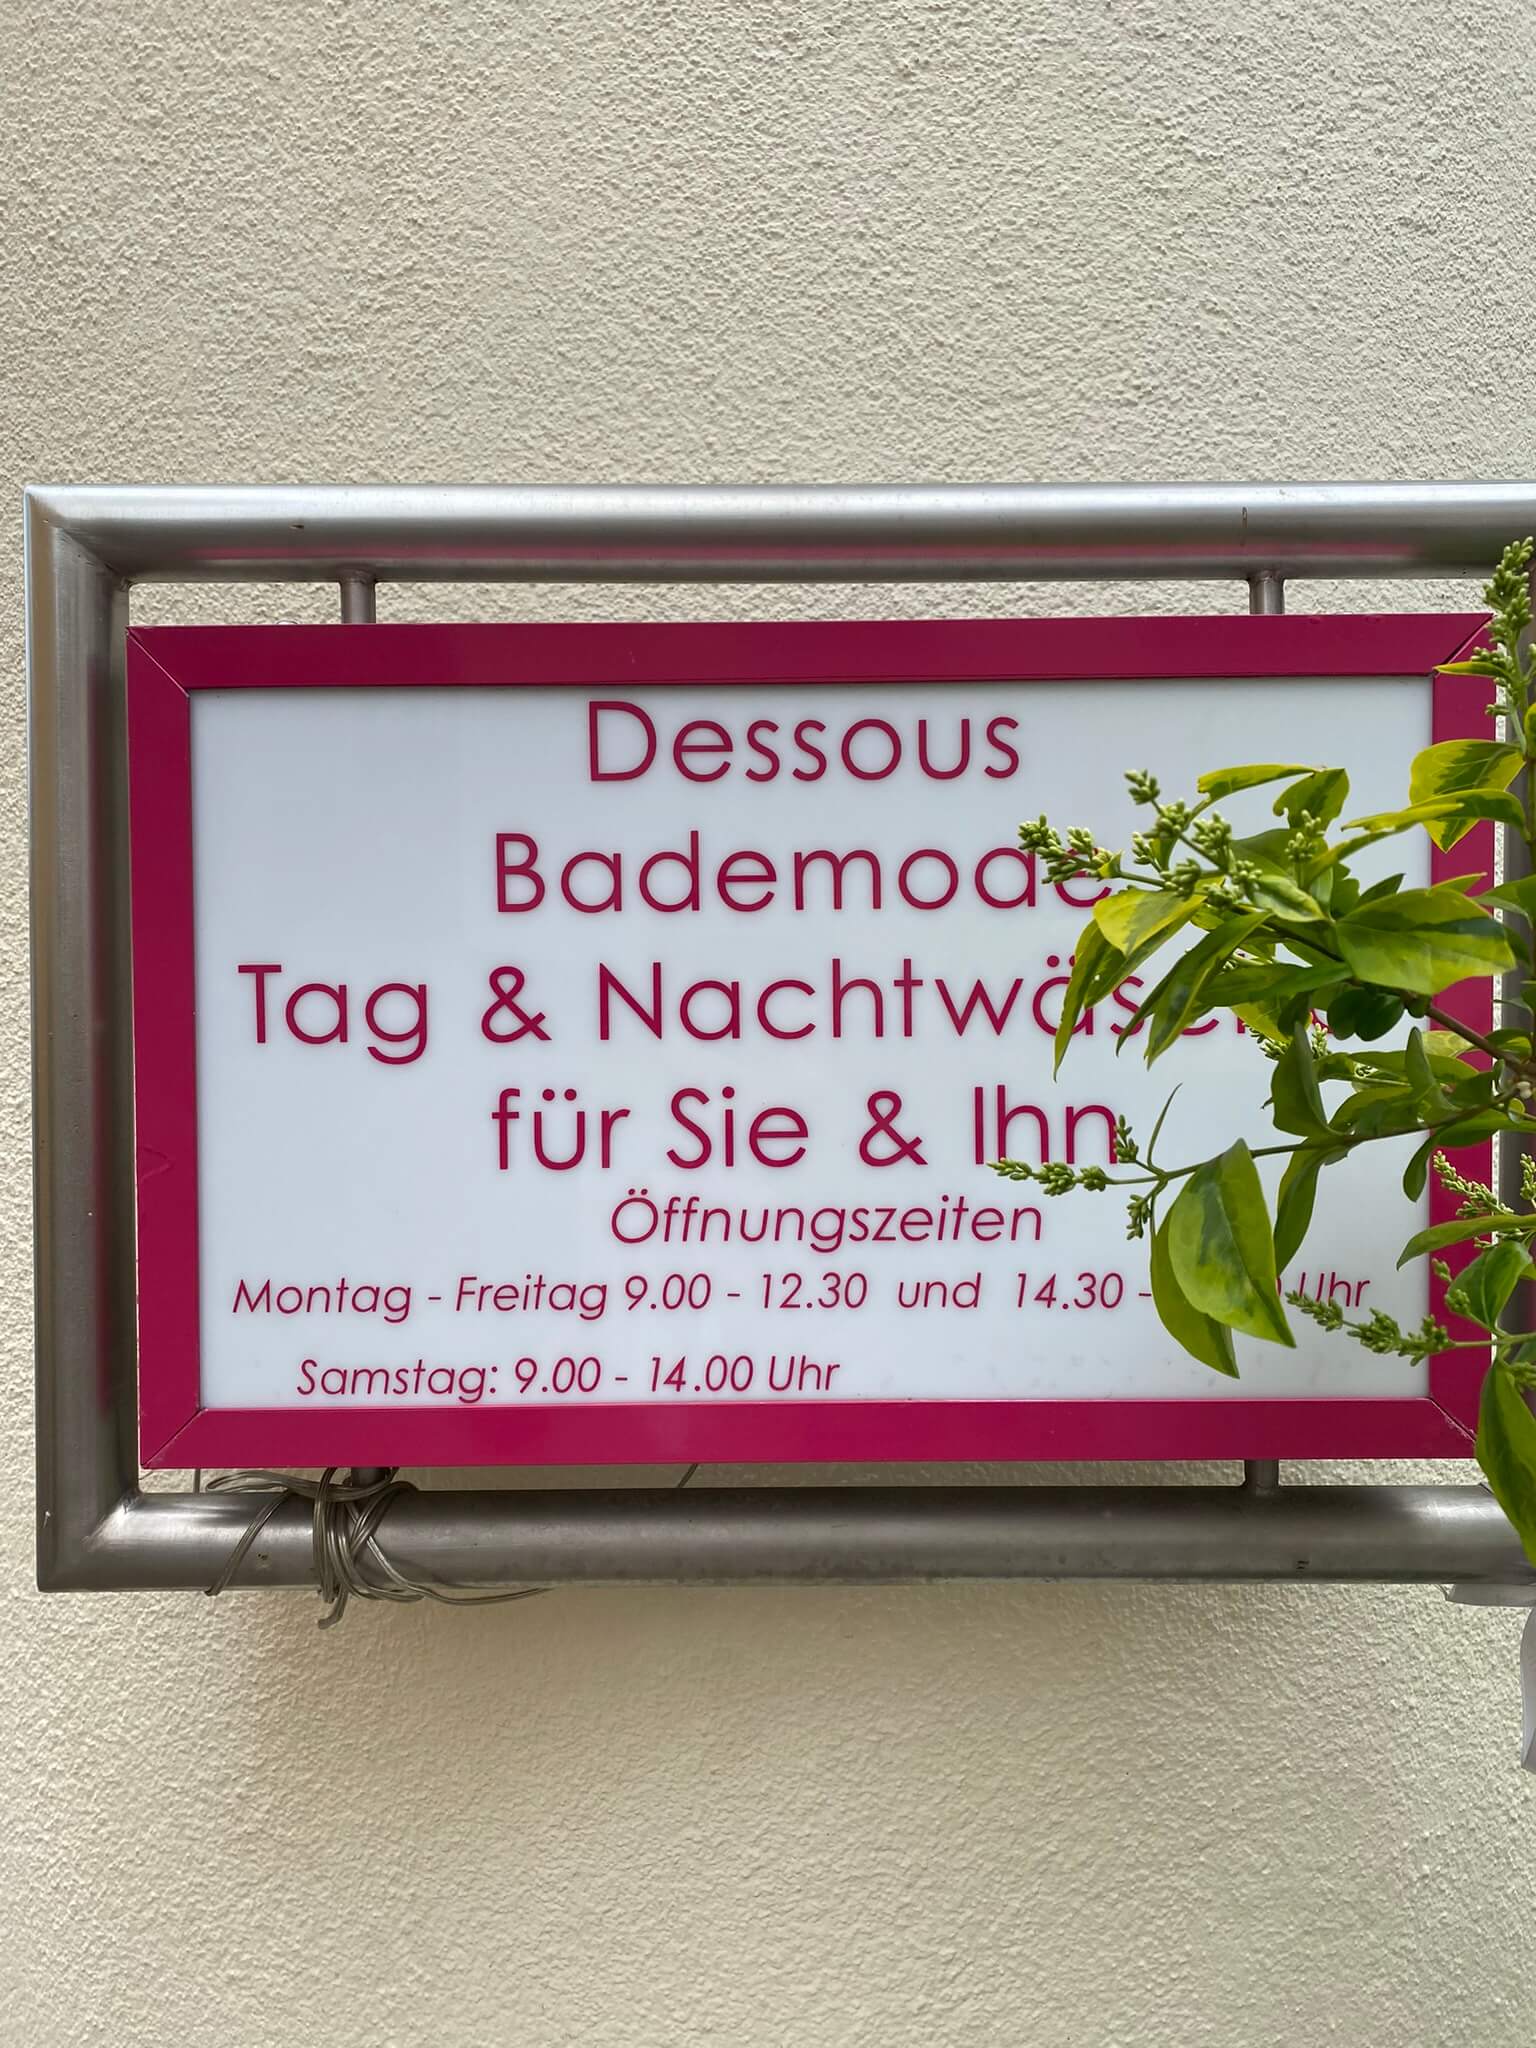 Dessous
Bademode
Tag & Nachtwäsche
für Sie & Ihn
Öffnungszeiten
Montag - Freitag 9.00 - 12.30 und 14.30 - Uhr
Samstag: 9.00 - 14.00 Uhr